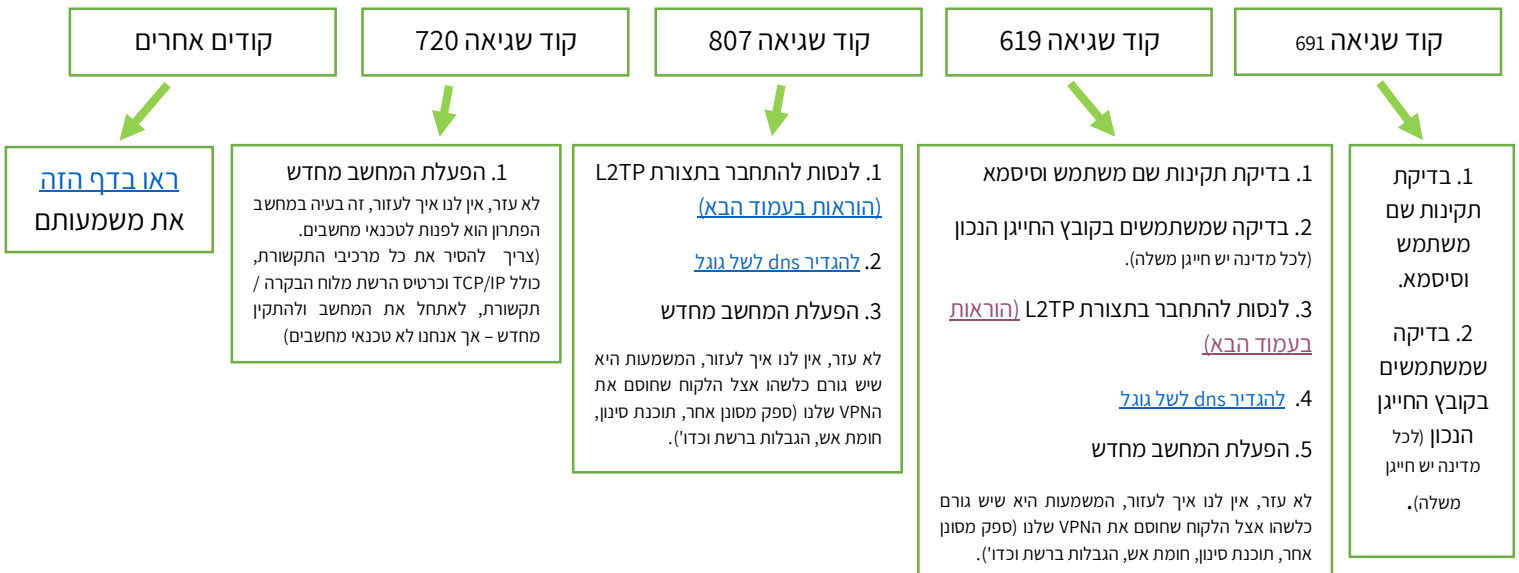 קוד שגיאה 691
קוד שגיאה 619
קוד שגיאה 807
קוד שגיאה 720
קודים אחרים
1. בדיקת
תקינות שם
משתמש
וסיסמא.
2. בדיקה
שמשתמשים
בקובץ החייגן
הנכון (לכל
מדינה יש חייגן
משלה).
1. בדיקת תקינות שם משתמש וסיסמא
2. בדיקה שמשתמשים בקובץ החייגן הנכון
(לכל מדינה יש חייגן משלה).
3. לנסות להתחבר בתצורת L2TP (הוראות
בעמוד הבא)
4. להגדיר dns לשל גוגל
5. הפעלת המחשב מחדש
לא עזר, אין לנו איך לעזור, המשמעות היא שיש גורם
כלשהו אצל הלקוח שחוסם את הVPN שלנו (ספק מסונן
אחר, תוכנת סינון, חומת אש, הגבלות ברשת וכדו').
1. לנסות להתחבר בתצורת L2TP
(הוראות בעמוד הבא)
2. להגדיר dns לשל גוגל
3. הפעלת המחשב מחדש
לא עזר, אין לנו איך לעזור, המשמעות היא
שיש גורם כלשהו אצל הלקוח שחוסם את
הVPN שלנו (ספק מסונן אחר, תוכנת סינון,
חומת אש, הגבלות ברשת וכדו').
1. הפעלת המחשב מחדש
לא עזר, אין לנו איך לעזור, זה בעיה במחשב
הפתרון הוא לפנות לטכנאי מחשבים.
(צריך להסיר את כל מרכיבי התקשורת,
כולל TCP/IP וכרטיס הרשת מלוח הבקרה /
תקשורת, לאתחל את המחשב ולהתקין
מחדש – אך אנחנו לא טכנאי מחשבים)
ראו בדף הזה
את משמעותם